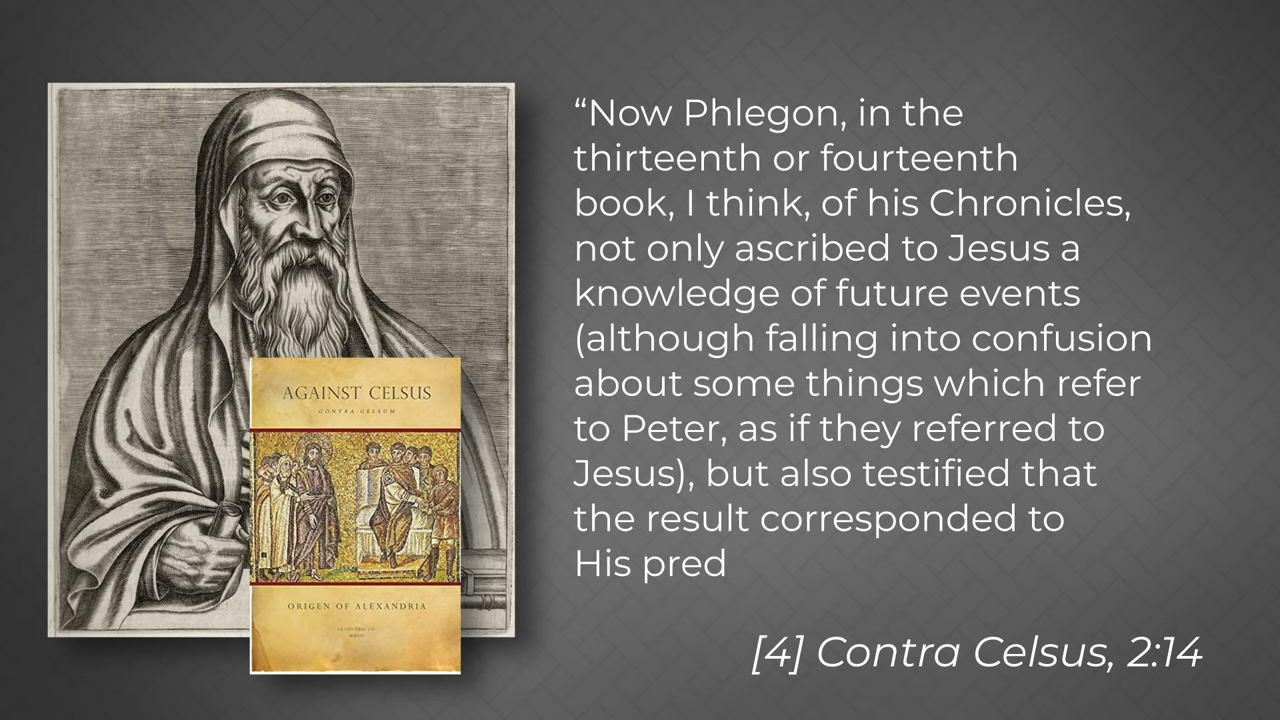 “Now Phlegon, in the
thirteenth or fourteenth
book, I think, of his Chronicles,
not only ascribed to Jesus a
knowledge of future events
(although falling into confusion
about some things which refer
to Peter, as if they referred to
Jesus), but also testified that
the result corresponded to
His pred
AGAINST CELSUS
CONTRA CELSUM
ORIGEN OF ALEXANDRIA
[4] Contra Celsus, 2:14